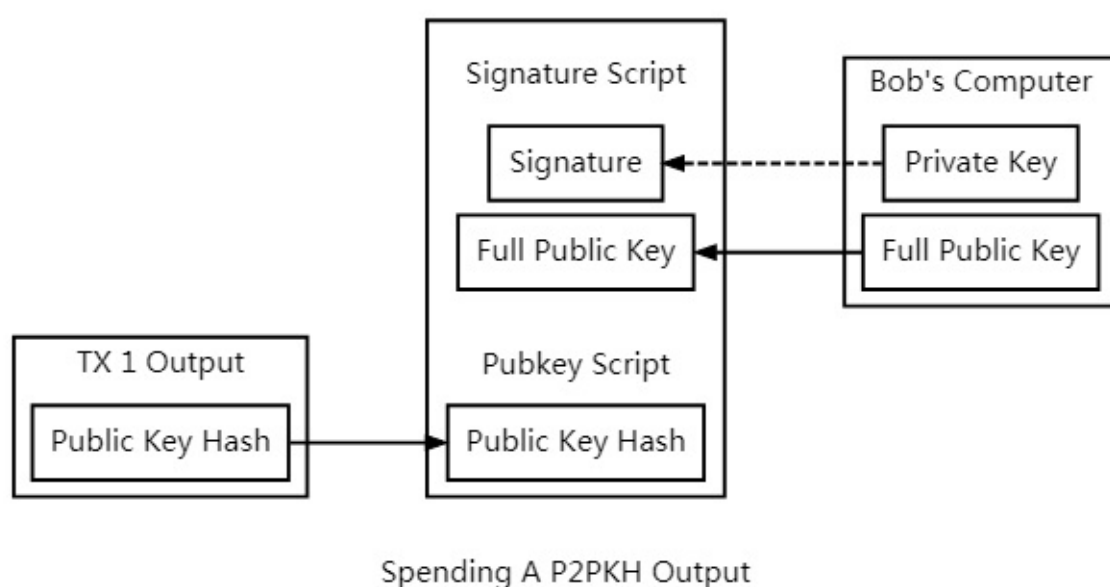 Signature Script
Signature
Full Public Key
Pubkey Script
Public Key Hash
Bob's Computer
Private Key
Full Public Key
TX 1 Output
Public Key Hash
Spending A P2PKH Output